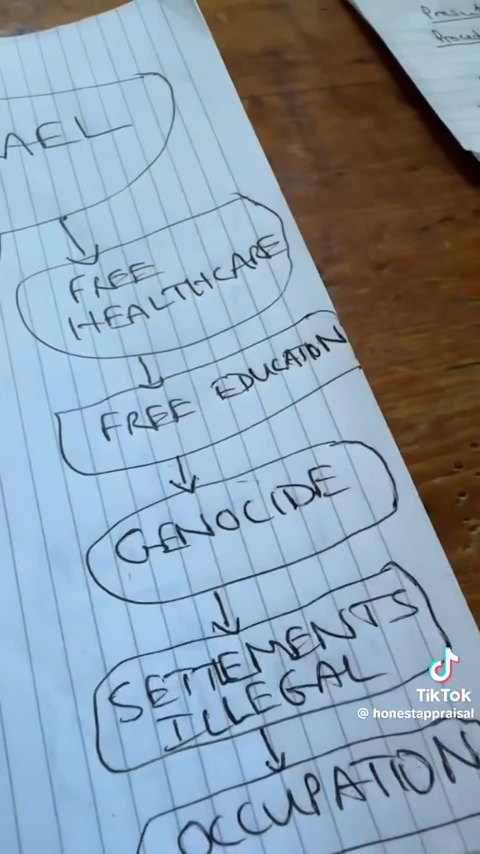 AEL
FREE
HEALTHCARE
FREE EDUCATION
GENOCIDE
SETTLEMENTS
ILLEGAL
OCCUPATION
TikTok
@ honestappraisal